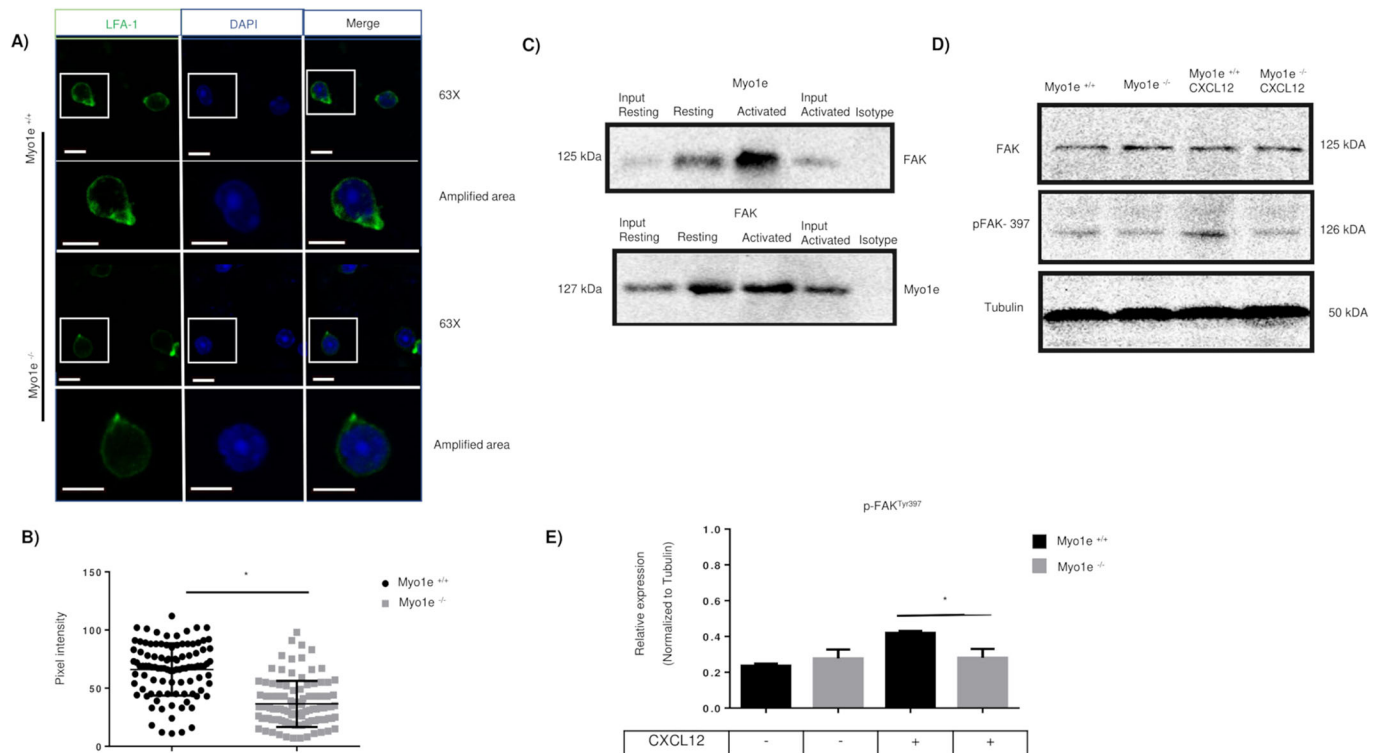 A)
LFA-1 DAPI Merge
Myo1e +/+
63X
Amplified area
Myo1e -/-
63X
Amplified area
B)
Pixel intensity
150
100
50
0
Myo1e +/+
Myo1e -/-
*
C)
Myo1e
Input Resting Activated Input Isotype
Resting Activated
125 kDa FAK
FAK
Input Resting Activated Input Isotype
Resting Activated
127 kDa Myo1e
D)
Myo1e +/+ Myo1e -/- Myo1e +/+ Myo1e -/-
CXCL12 CXCL12
FAK 125 kDA
pFAK- 397 126 kDA
Tubulin 50 kDA
E)
p-FAKTyr397
Relative expression
(Normalized to Tubulin)
1.0
0.8
0.6
0.4
0.2
0.0
*
Myo1e +/+
Myo1e -/-
CXCL12 - - + +